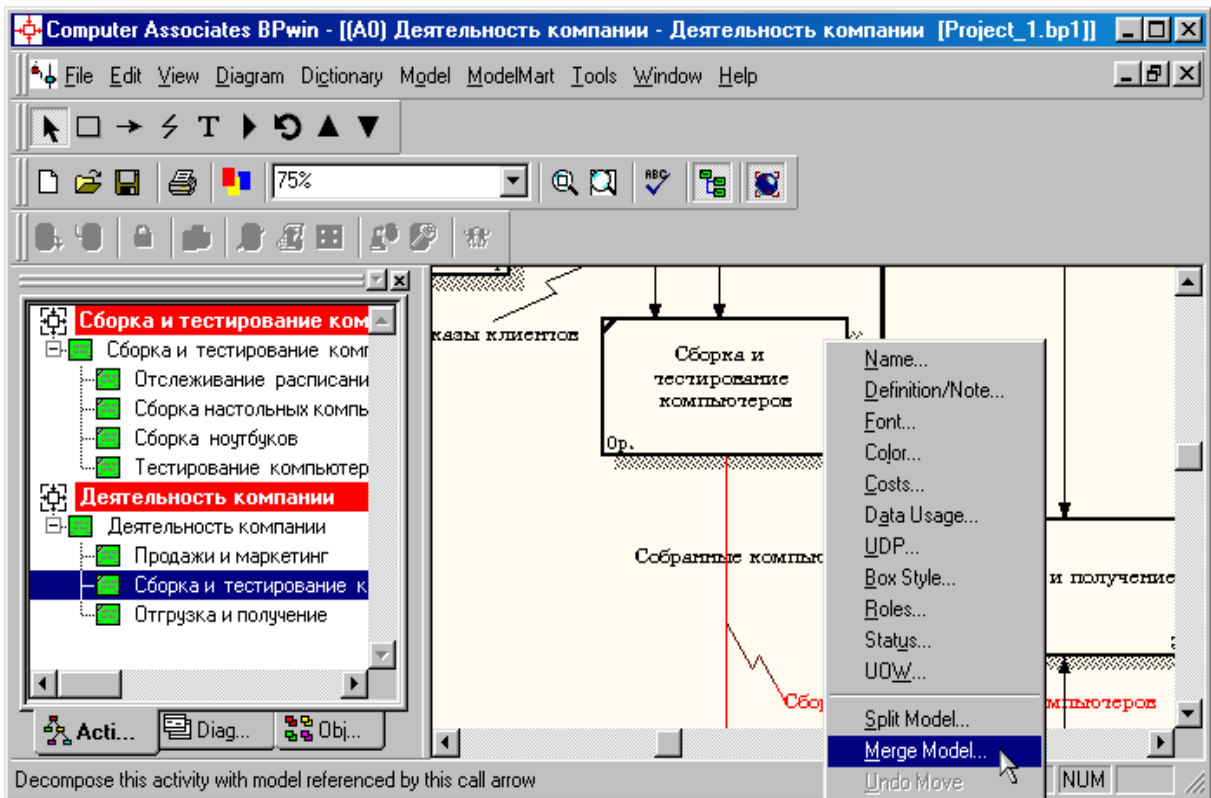 Computer Associates BPwin - [(A0) Деятельность компании - Деятельность компании [Project_1.bp1]]
File Edit View Diagram Dictionary Model ModelMart Tools Window Help
T
75%
ABC
Сборка и тестирование ком
Сборка и тестирование комп
Отслеживание расписани
Сборка настольных компь
Сборка ноутбуков
Тестирование компьютер
Деятельность компании
Деятельность компании
Продажи и маркетинг
Сборка и тестирование к
Отгрузка и получение
Acti...
Diag...
Obj...
казы клиентов
Сборка и
тестирование
компьютеров
0р.
Собранные компью
и получение
Сбор
мпьютеров
Name...
Definition/Note...
Font...
Color...
Costs...
Data Usage...
UDP...
Box Style...
Roles...
Status...
UOW...
Split Model...
Merge Model...
Undo Move
Decompose this activity with model referenced by this call arrow
NUM